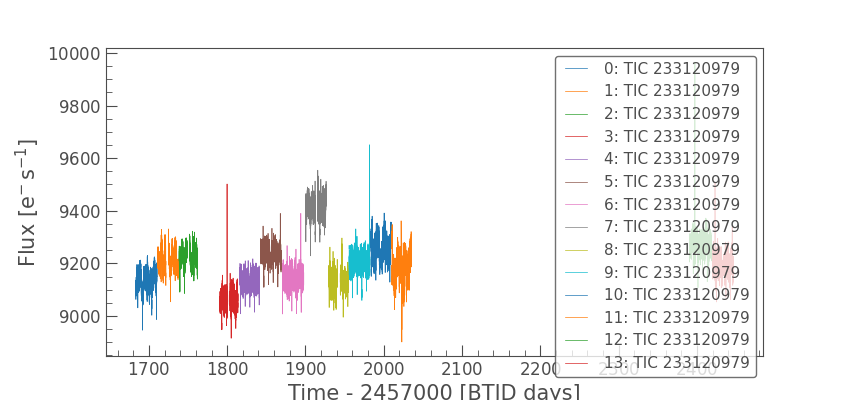 10000
9800
9600
9400
9200
9000
Flux [e⁻ s⁻¹]
1700
1800
1900
2000
2100
2200
2300
2400
Time - 2457000 [BTJD days]
0: TIC 233120979
1: TIC 233120979
2: TIC 233120979
3: TIC 233120979
4: TIC 233120979
5: TIC 233120979
6: TIC 233120979
7: TIC 233120979
8: TIC 233120979
9: TIC 233120979
10: TIC 233120979
11: TIC 233120979
12: TIC 233120979
13: TIC 233120979